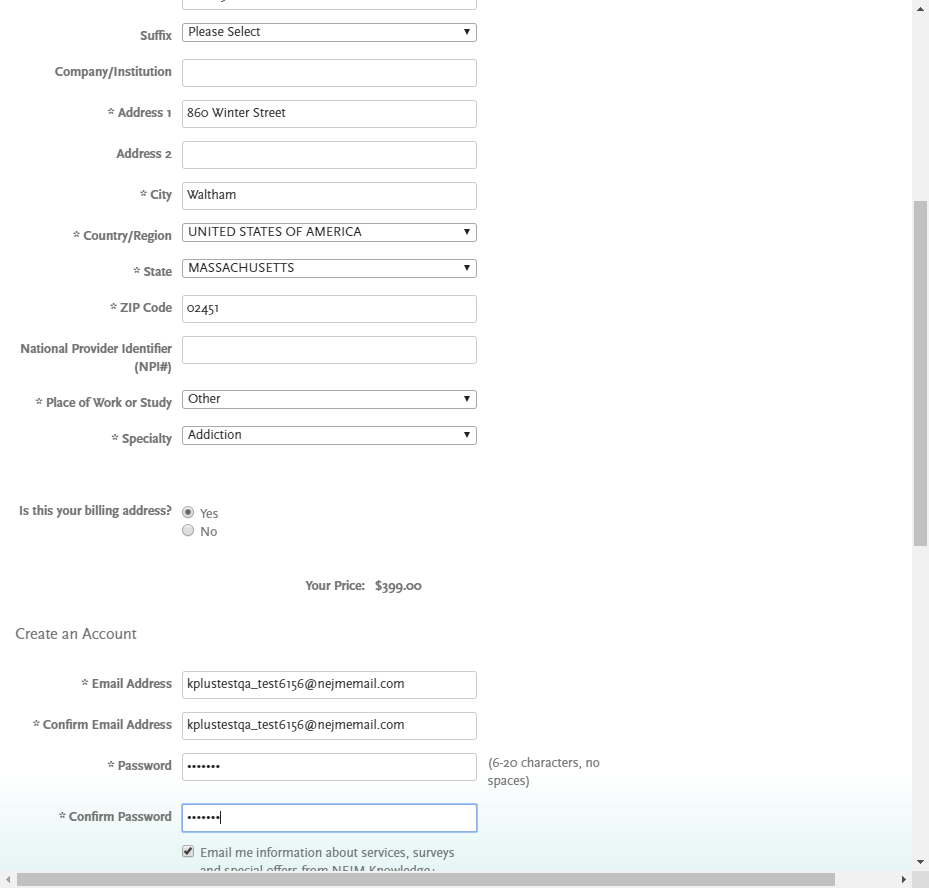 Suffix Please Select
Company/Institution
* Address 1 860 Winter Street
Address 2
* City Waltham
* Country/Region UNITED STATES OF AMERICA
* State MASSACHUSETTS
* ZIP Code 02451
National Provider Identifier
(NPI#)
* Place of Work or Study Other
* Specialty Addiction
Is this your billing address? Yes
No
Your Price: $399.00
Create an Account
* Email Address kplustestqa_test6156@nejmemail.com
* Confirm Email Address kplustestqa_test6156@nejmemail.com
* Password ••••••• (6-20 characters, no
spaces)
* Confirm Password •••••••
Email me information about services, surveys
and special offers from NEJM Knowledge+